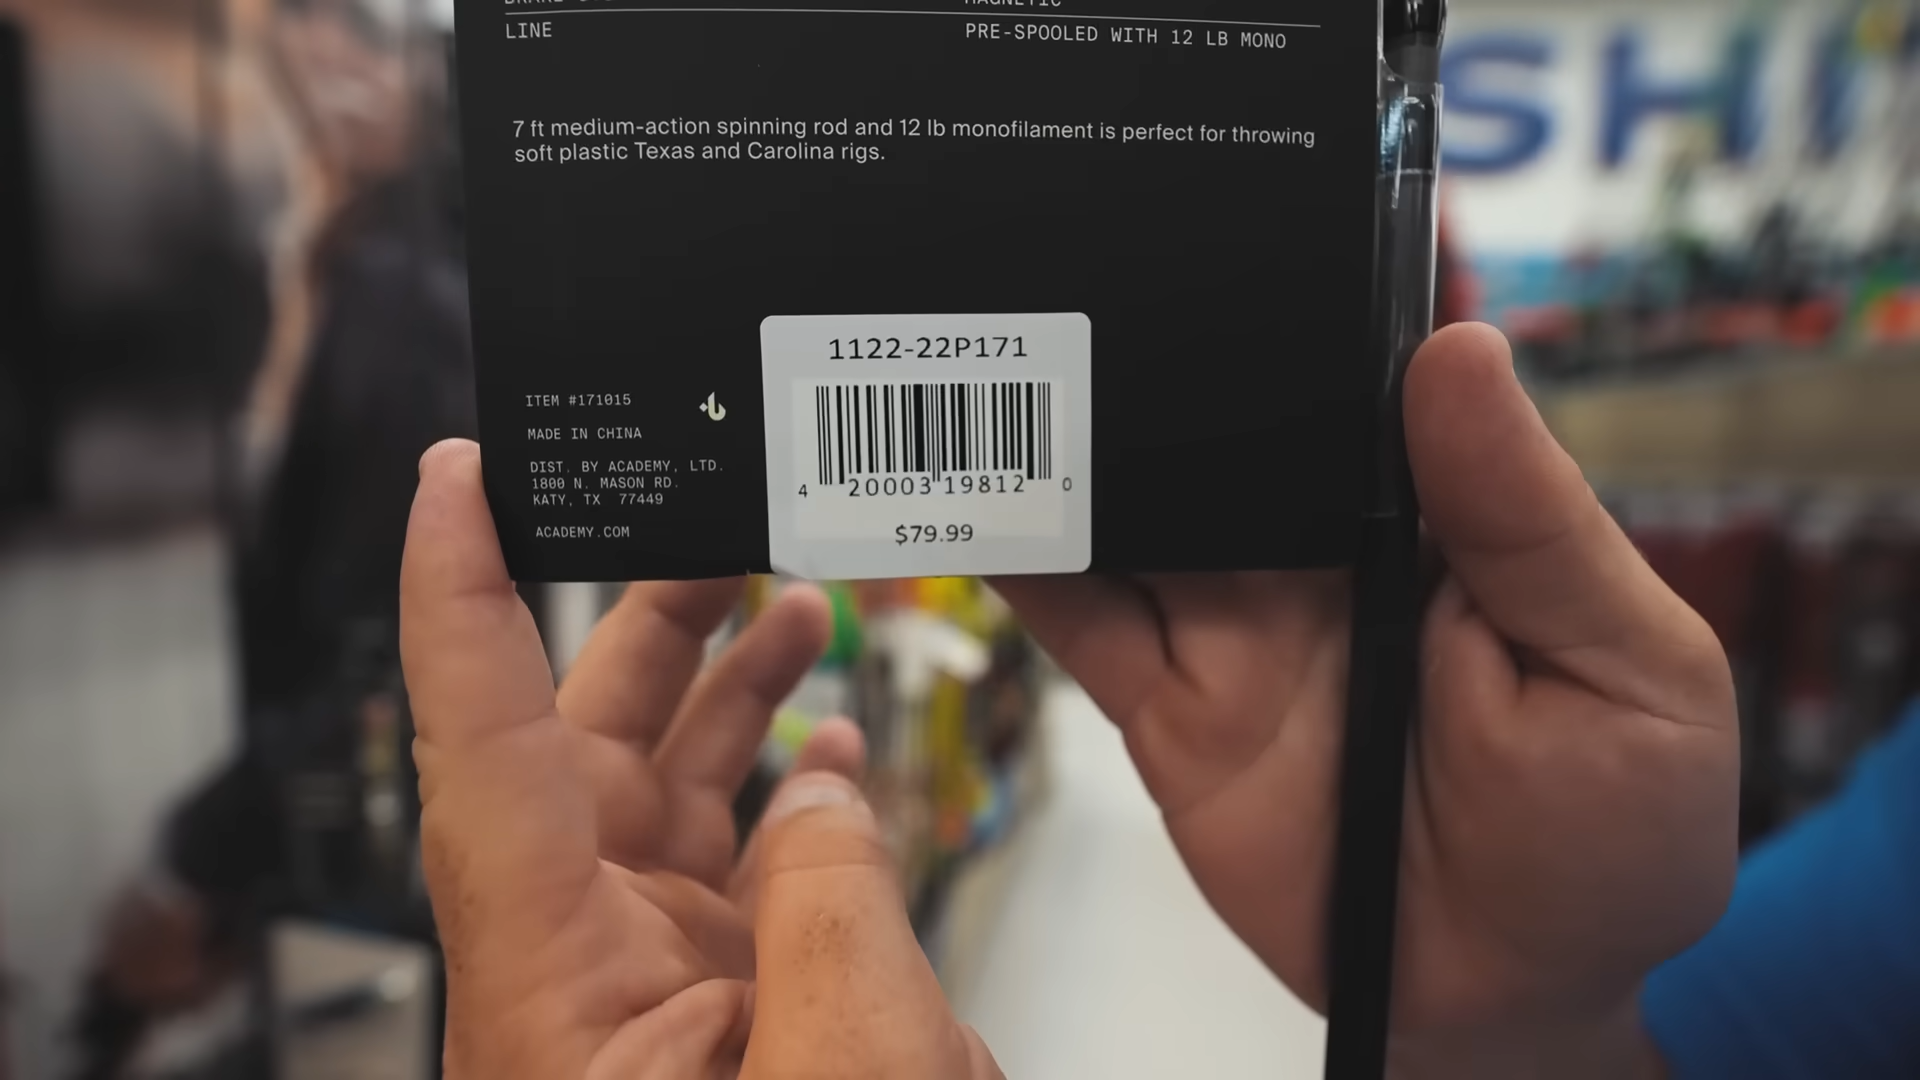 MAGNETIC
LINE PRE-SPOOLED WITH 12 LB MONO
7 ft medium-action spinning rod and 12 lb monofilament is perfect for throwing
soft plastic Texas and Carolina rigs.
1122-22P171
4 20003 19812 0
$79.99
ITEM #171015
MADE IN CHINA
DIST. BY ACADEMY, LTD.
1800 N. MASON RD.
KATY, TX 77449
ACADEMY.COM
SHI